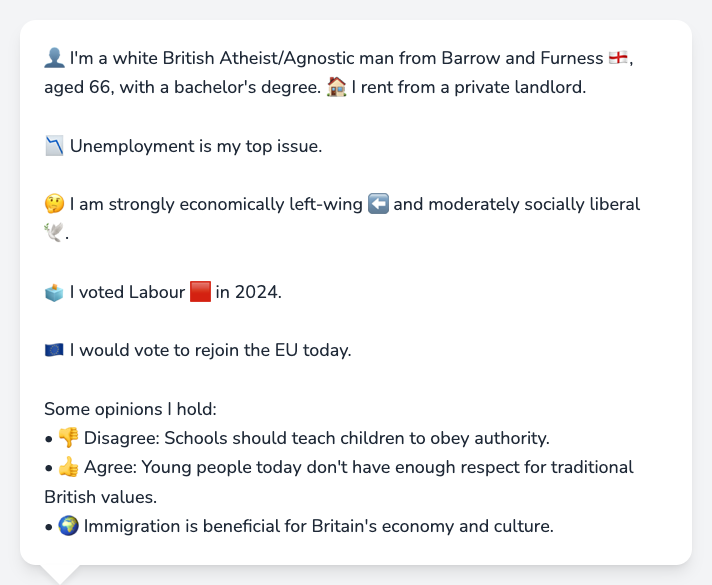 👤 I'm a white British Atheist/Agnostic man from Barrow and Furness 🏴󠁧󠁢󠁥󠁮󠁧󠁿,
aged 66, with a bachelor's degree. 🏠 I rent from a private landlord.
📉 Unemployment is my top issue.
🤔 I am strongly economically left-wing ⬅️ and moderately socially liberal
🕊️.
🗳️ I voted Labour 🟥 in 2024.
🇪🇺 I would vote to rejoin the EU today.
Some opinions I hold:
• 👎 Disagree: Schools should teach children to obey authority.
• 👍 Agree: Young people today don't have enough respect for traditional
British values.
• 🌍 Immigration is beneficial for Britain's economy and culture.